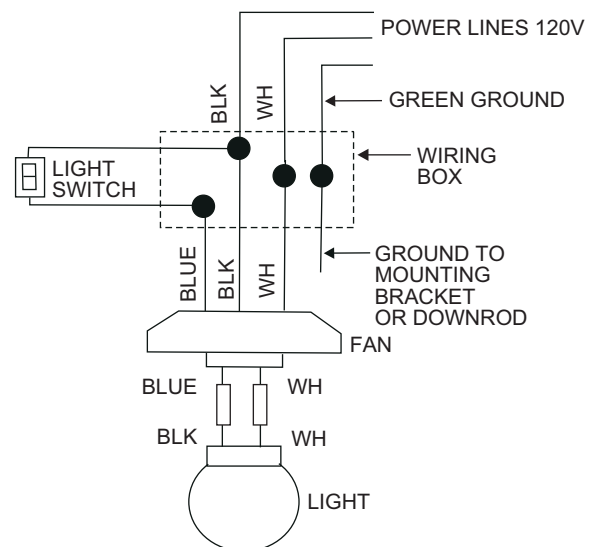 POWER LINES 120V
BLK
WH
GREEN GROUND
WIRING
BOX
LIGHT
SWITCH
BLUE
BLK
WH
GROUND TO
MOUNTING
BRACKET
OR DOWNROD
FAN
BLUE
WH
BLK
WH
LIGHT